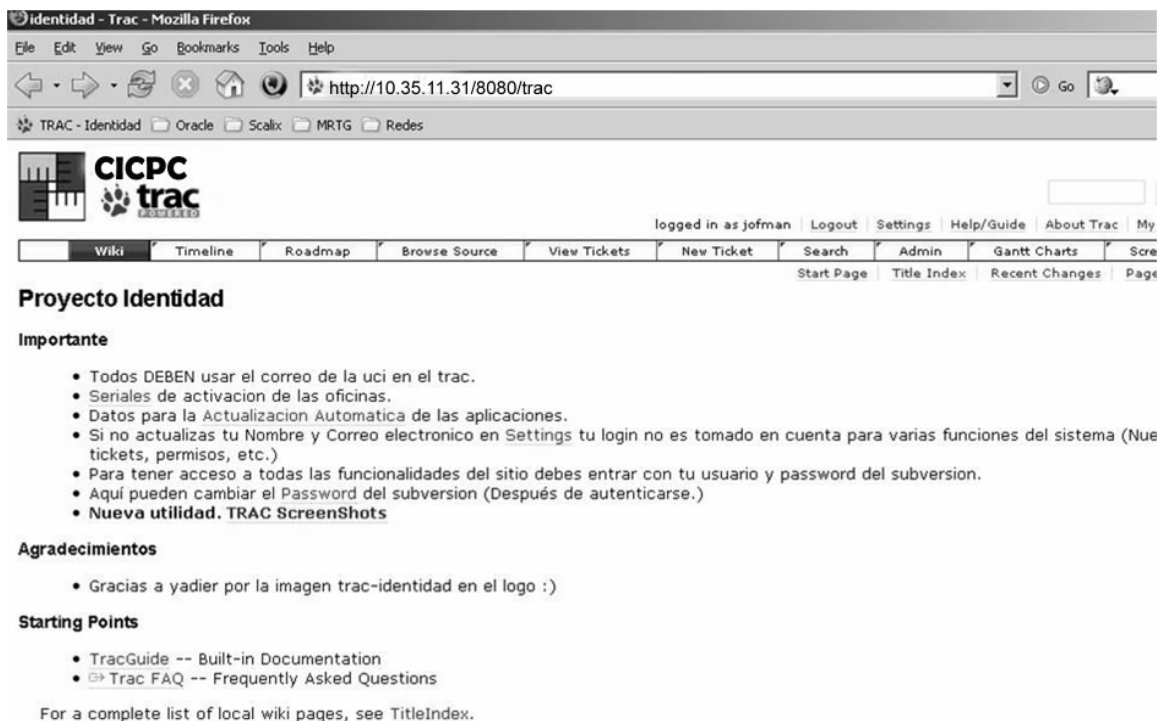 identidad - Trac - Mozilla Firefox
File Edit View Go Bookmarks Tools Help
http://10.35.11.31/8080/trac Go
TRAC - Identidad Oracle Scalix MRTG Redes
CICPC
trac
POWERED
logged in as jofman Logout Settings Help/Guide About Trac My
Wiki Timeline Roadmap Browse Source View Tickets New Ticket Search Admin Gantt Charts Scre
Start Page Title Index Recent Changes Page
Proyecto Identidad
Importante
• Todos DEBEN usar el correo de la uci en el trac.
• Seriales de activacion de las oficinas.
• Datos para la Actualizacion Automatica de las aplicaciones.
• Si no actualizas tu Nombre y Correo electronico en Settings tu login no es tomado en cuenta para varias funciones del sistema (Nue
tickets, permisos, etc.)
• Para tener acceso a todas las funcionalidades del sitio debes entrar con tu usuario y password del subversion.
• Aquí pueden cambiar el Password del subversion (Después de autenticarse.)
• Nueva utilidad. TRAC ScreenShots
Agradecimientos
• Gracias a yadier por la imagen trac-identidad en el logo :)
Starting Points
• TracGuide -- Built-in Documentation
• Trac FAQ -- Frequently Asked Questions
For a complete list of local wiki pages, see TitleIndex.